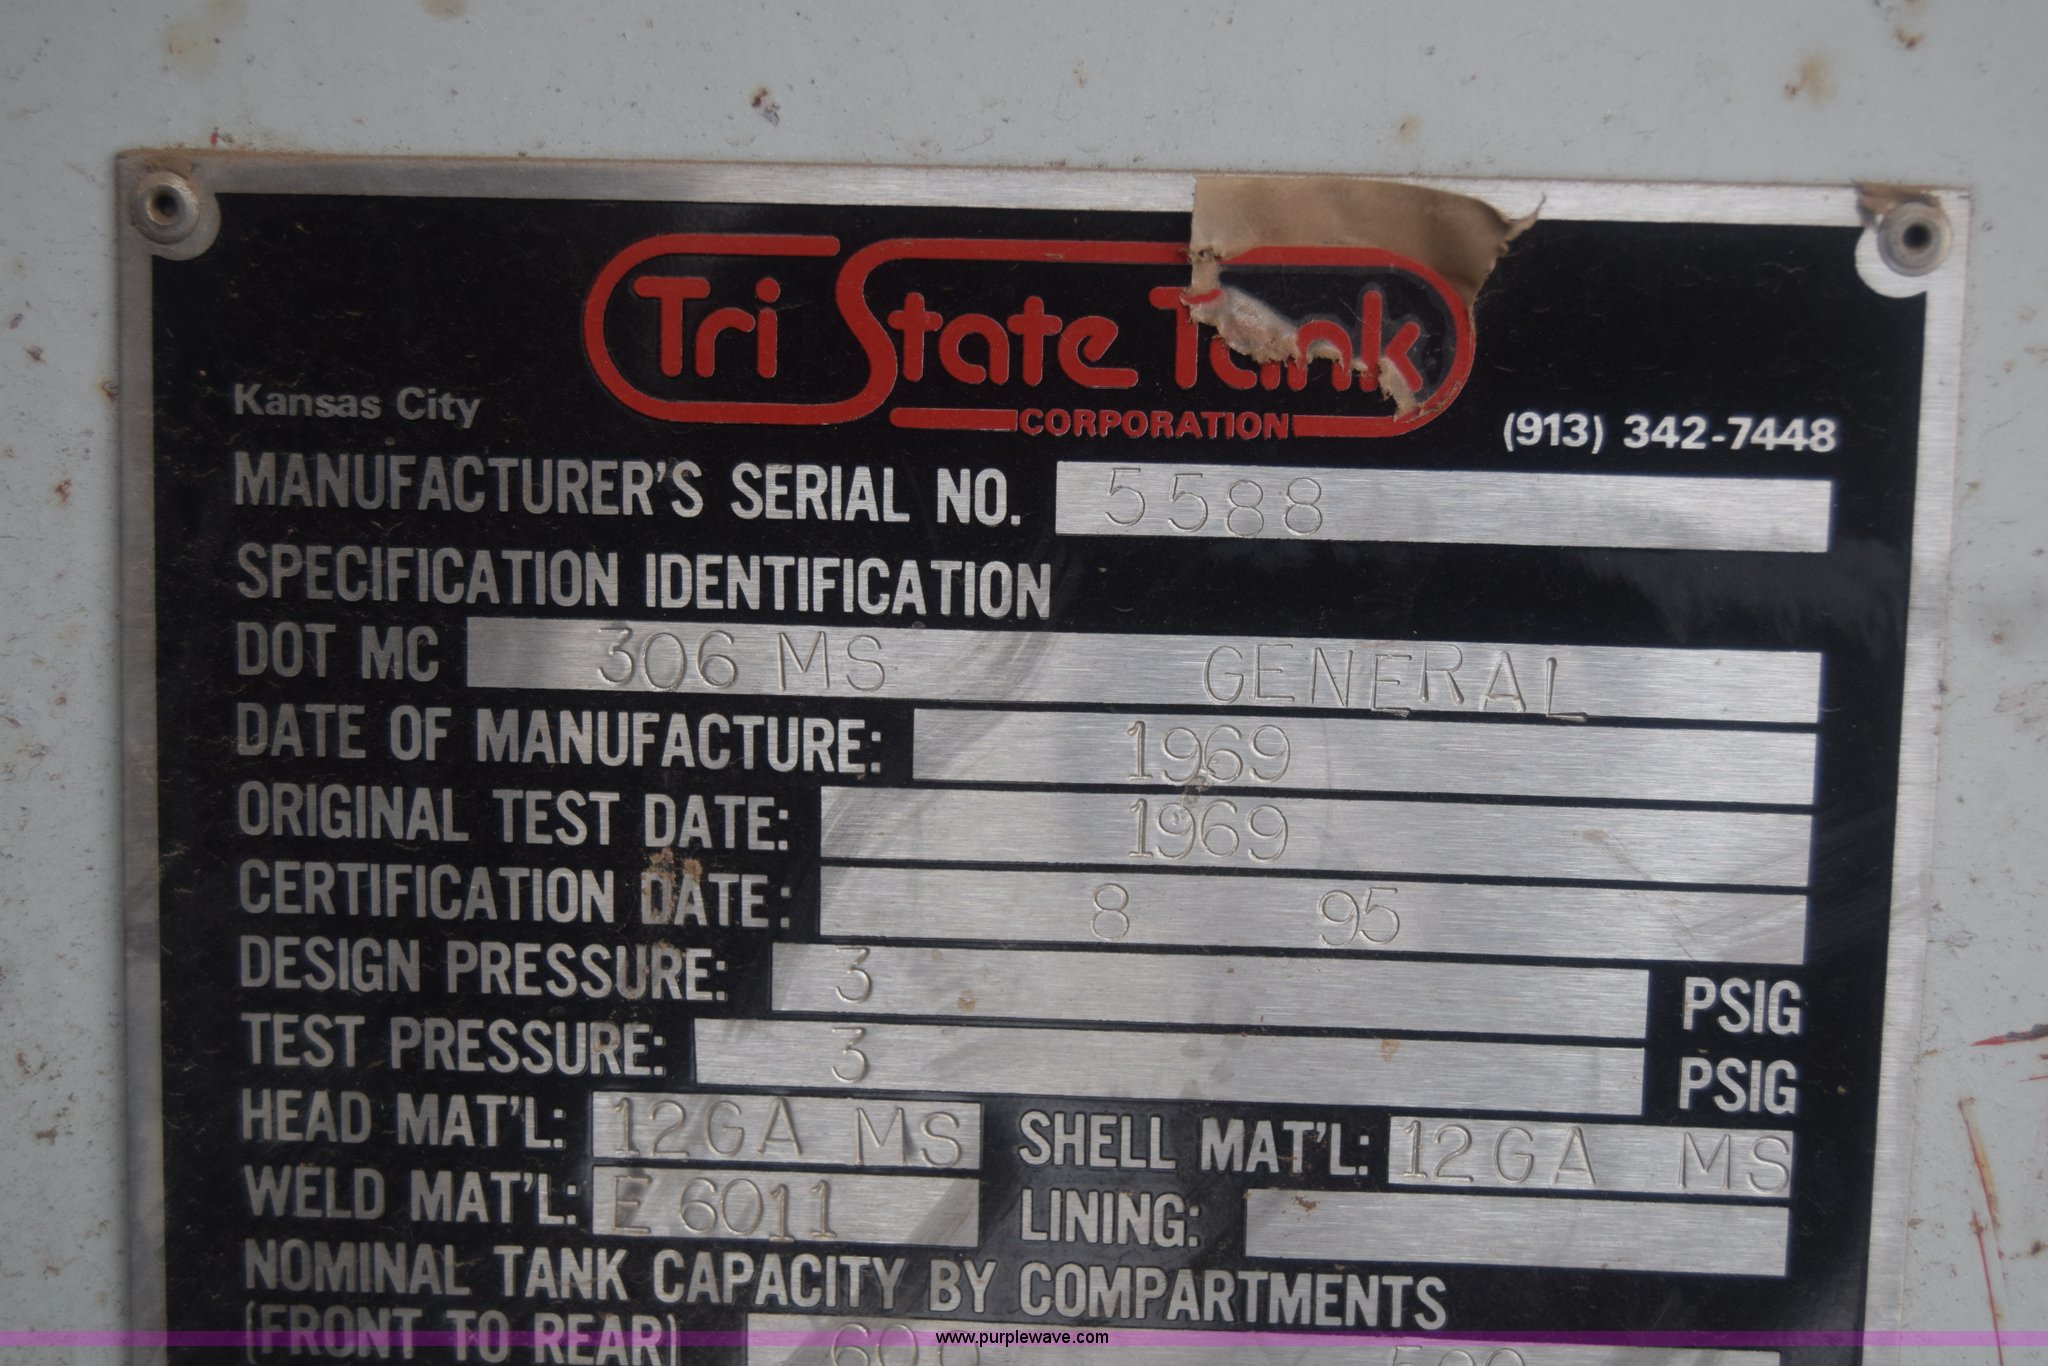 Tri State Tank
CORPORATION
Kansas City
(913) 342-7448
MANUFACTURER'S SERIAL NO. 5588
SPECIFICATION IDENTIFICATION
DOT MC 306 MS GENERAL
DATE OF MANUFACTURE: 1969
ORIGINAL TEST DATE: 1969
CERTIFICATION DATE: 8 95
DESIGN PRESSURE: 3 PSIG
TEST PRESSURE: 3 PSIG
HEAD MAT'L: 12GA MS SHELL MAT'L: 12GA MS
WELD MAT'L: E6011 LINING:
NOMINAL TANK CAPACITY BY COMPARTMENTS
(FRONT TO REAR)
www.purplewave.com